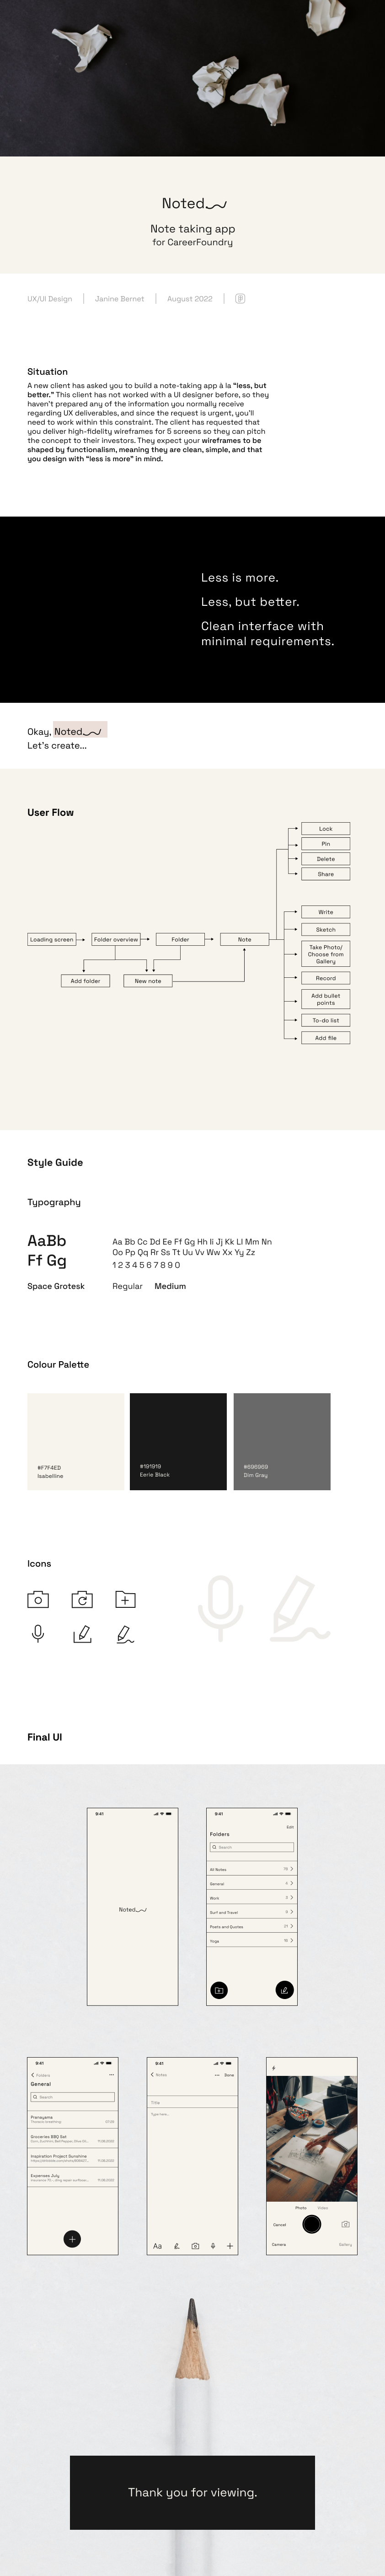 Noted
Note taking app
for CareerFoundry
UX/UI Design
Janine Bernet
August 2022
Situation
A new client has asked you to build a note-taking app à la “less, but
better.” This client has not worked with a UI designer before, so they
haven’t prepared any of the information you normally receive
regarding UX deliverables, and since the request is urgent, you’ll
need to work within this constraint. The client has requested that
you deliver high-fidelity wireframes for 5 screens so they can pitch
the concept to their investors. They expect your wireframes to be
shaped by functionalism, meaning they are clean, simple, and that
you design with “less is more” in mind.
Less is more.
Less, but better.
Clean interface with
minimal requirements.
Okay, Noted
Let’s create...
User Flow
Lock
Pin
Delete
Share
Write
Sketch
Take Photo/
Choose from
Gallery
Record
Add bullet
points
To-do list
Add file
Loading screen
Folder overview
Folder
Note
Add folder
New note
Style Guide
Typography
AaBb
Ff Gg
Aa Bb Cc Dd Ee Ff Gg Hh Ii Jj Kk Ll Mm Nn
Oo Pp Qq Rr Ss Tt Uu Vv Ww Xx Yy Zz
1 2 3 4 5 6 7 8 9 0
Space Grotesk
Regular
Medium
Colour Palette
#F7F4ED
Isabelline
#191919
Eerie Black
#696969
Dim Gray
Icons
Final UI
9:41
Noted
9:41
Edit
Folders
Search
All Notes
General
Work
Surf and Travel
Poets and Quotes
Yoga
9:41
Folders
General
Search
Pranayama
Groceries BBQ Sat
Inspiration Project Sunshine
Expenses July
9:41
Notes
Done
Title
Type here...
Aa
Photo
Video
Cancel
Camera
Gallery
Thank you for viewing.